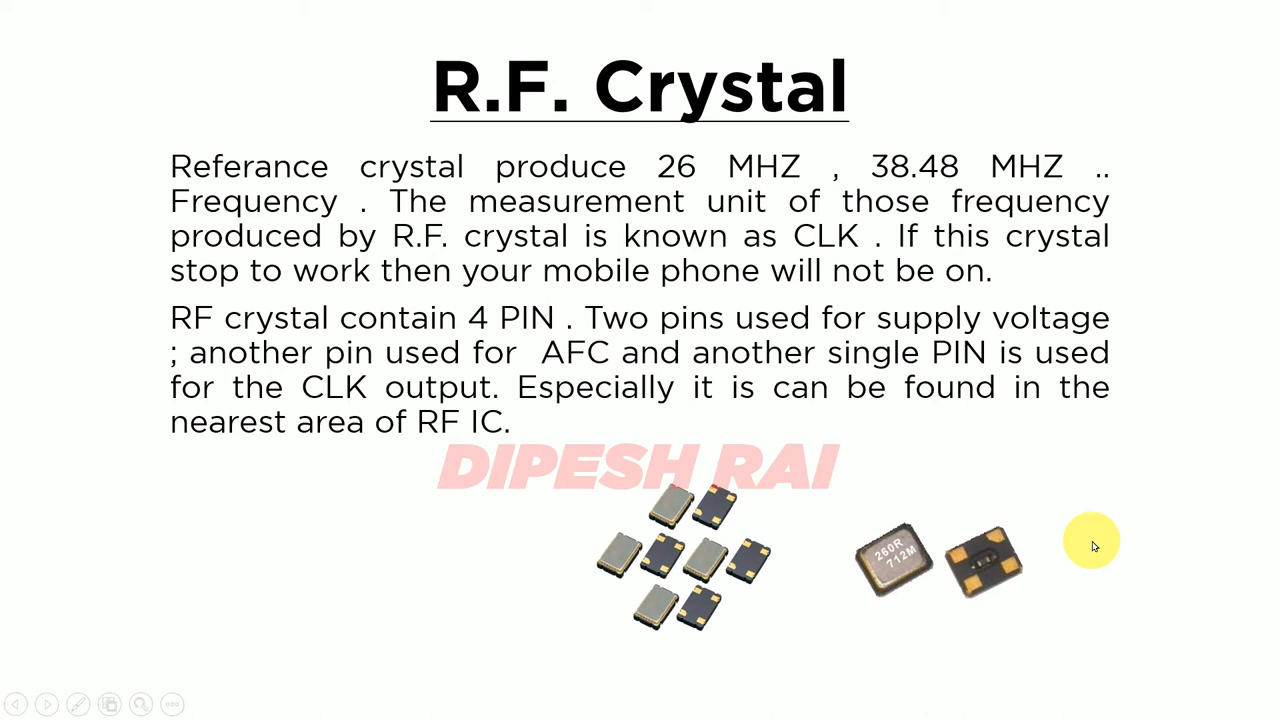 R.F. Crystal
Referance crystal produce 26 MHZ , 38.48 MHZ ..
Frequency . The measurement unit of those frequency
produced by R.F. crystal is known as CLK . If this crystal
stop to work then your mobile phone will not be on.
RF crystal contain 4 PIN . Two pins used for supply voltage
; another pin used for AFC and another single PIN is used
for the CLK output. Especially it is can be found in the
nearest area of RF IC.
DIPESH RAI
260R
712M